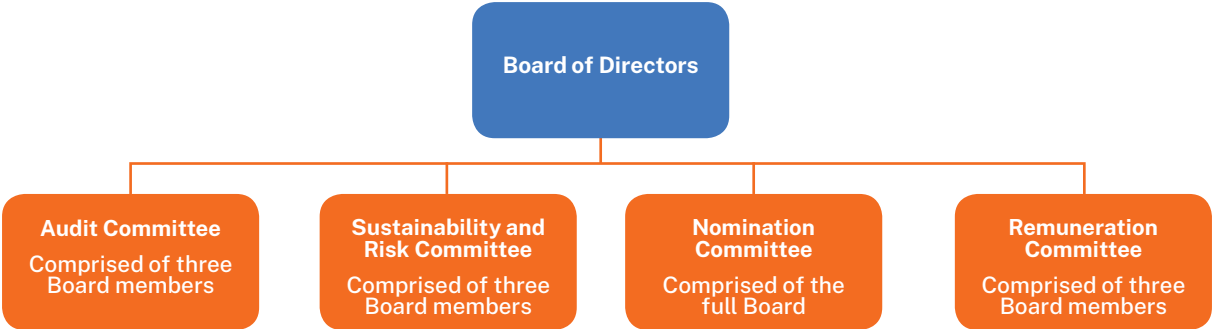 Board of Directors
Audit Committee
Comprised of three
Board members
Sustainability and
Risk Committee
Comprised of three
Board members
Nomination
Committee
Comprised of the
full Board
Remuneration
Committee
Comprised of three
Board members